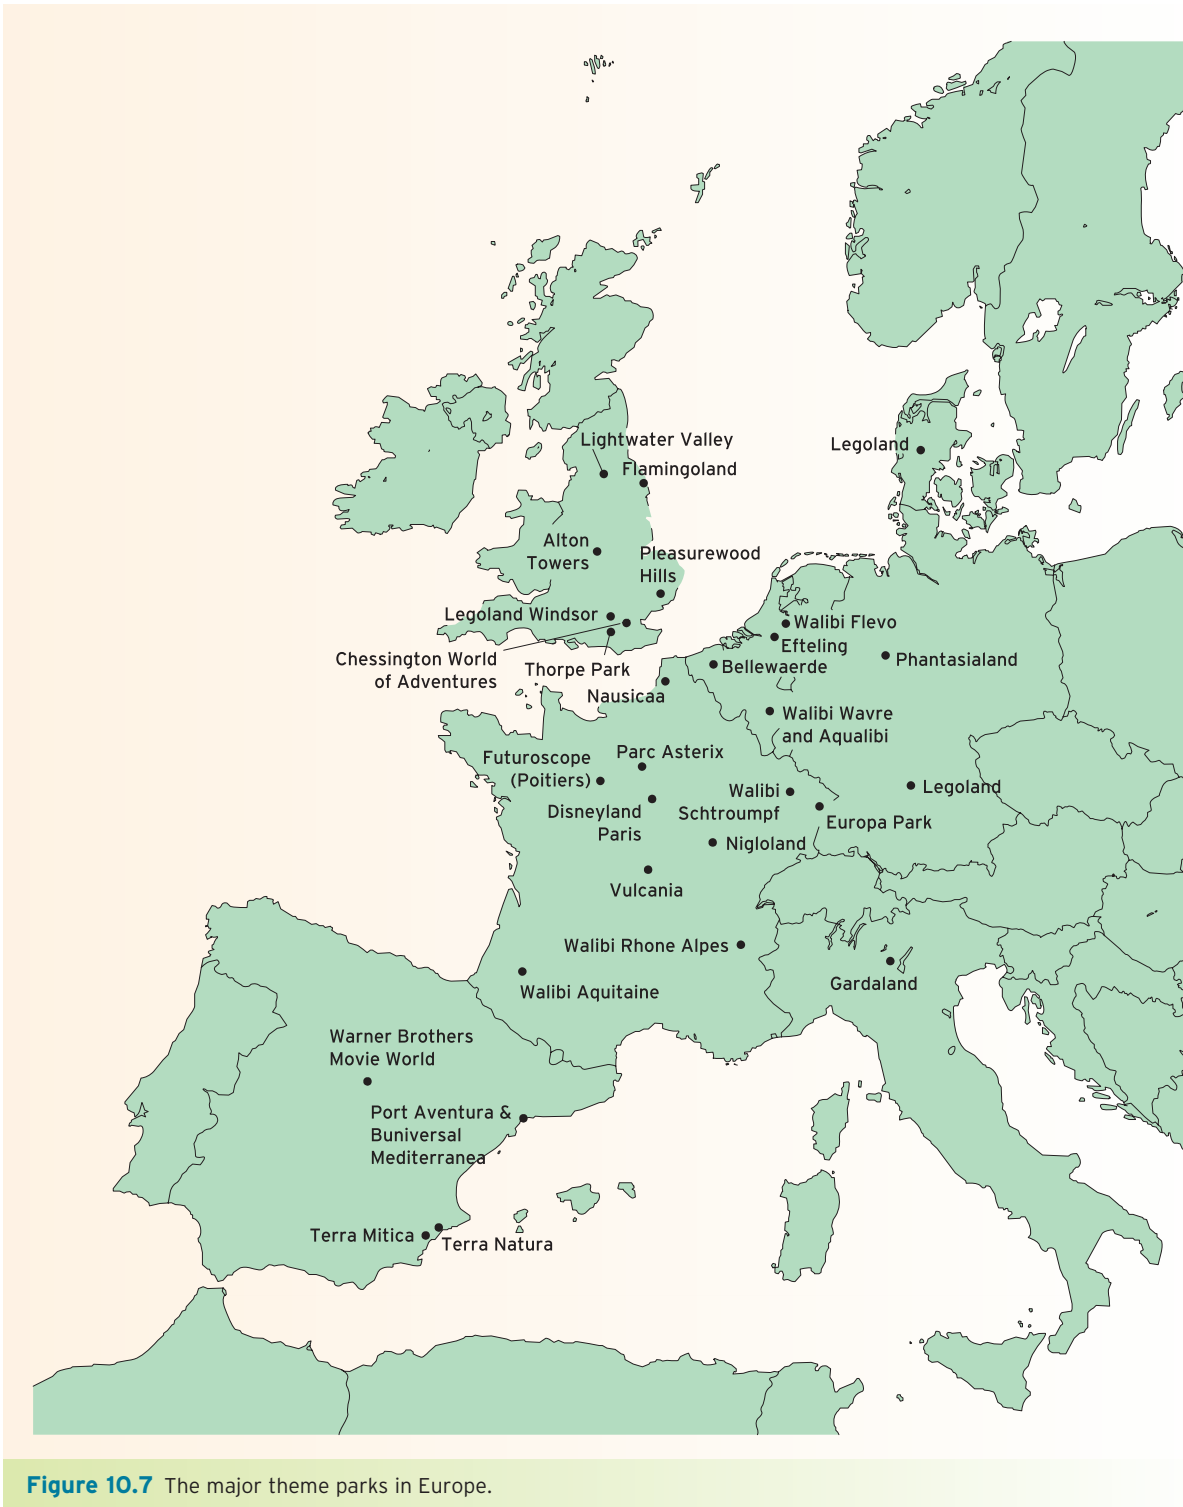 Lightwater Valley
Flamingoland
Legoland
Alton
Towers
Pleasurewood
Hills
Legoland Windsor
Chessington World
of Adventures
Thorpe Park
Nausicaa
Walibi Flevo
Efteling
Bellewaerde
Phantasialand
Walibi Wavre
and Aqualibi
Futuroscope
(Poitiers)
Parc Asterix
Disneyland
Paris
Walibi
Schtroumpf
Legoland
Europa Park
Nigloland
Vulcania
Walibi Rhone Alpes
Walibi Aquitaine
Gardaland
Warner Brothers
Movie World
Port Aventura &
Buniversal
Mediterranea
Terra Mitica
Terra Natura
Figure 10.7 The major theme parks in Europe.